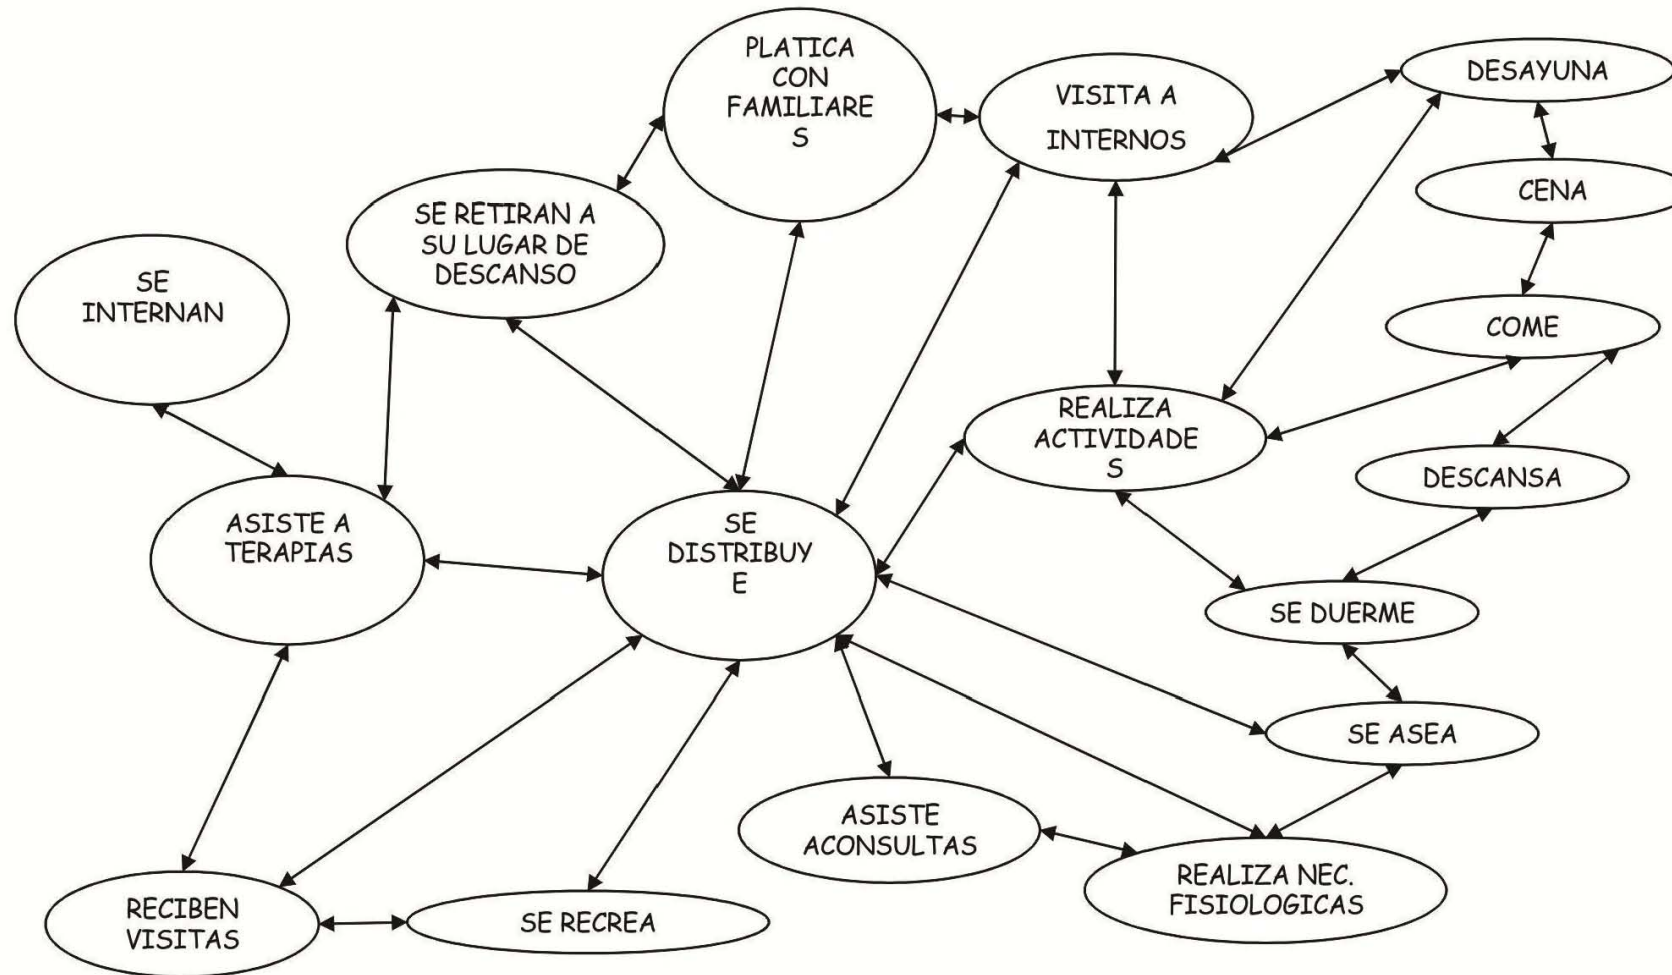 PLATICA
CON
FAMILIARE
S
VISITA A
INTERNOS
DESAYUNA
CENA
SE RETIRAN A
SU LUGAR DE
DESCANSO
SE
INTERNAN
COME
REALIZA
ACTIVIDADE
S
DESCANSA
ASISTE A
TERAPIAS
SE
DISTRIBUY
E
SE DUERME
SE ASEA
ASISTE
ACONSULTAS
REALIZA NEC.
FISIOLOGICAS
RECIBEN
VISITAS
SE RECREA